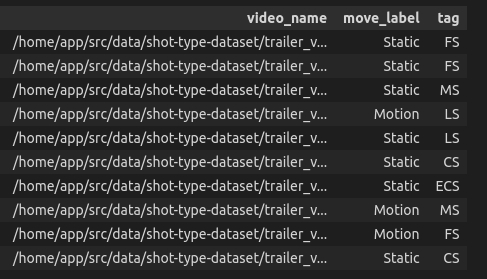 video_name move_label tag
/home/app/src/data/shot-type-dataset/trailer_v... Static FS
/home/app/src/data/shot-type-dataset/trailer_v... Static FS
/home/app/src/data/shot-type-dataset/trailer_v... Static MS
/home/app/src/data/shot-type-dataset/trailer_v... Motion LS
/home/app/src/data/shot-type-dataset/trailer_v... Static LS
/home/app/src/data/shot-type-dataset/trailer_v... Static CS
/home/app/src/data/shot-type-dataset/trailer_v... Static ECS
/home/app/src/data/shot-type-dataset/trailer_v... Motion MS
/home/app/src/data/shot-type-dataset/trailer_v... Motion FS
/home/app/src/data/shot-type-dataset/trailer_v... Static CS